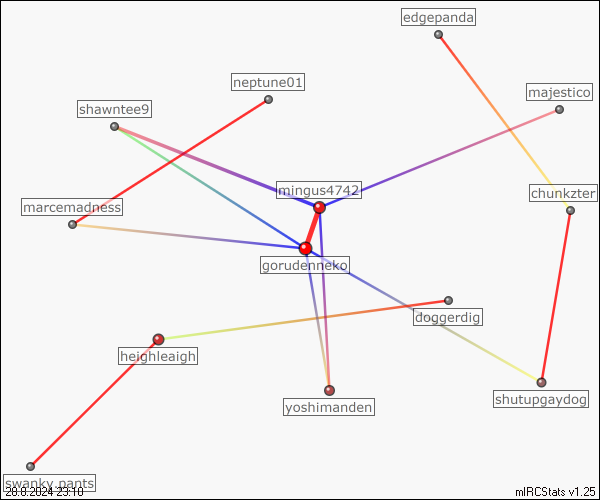 edgepanda
neptune01
majestico
shawntee9
mingus4742
chunkzter
marcemadness
gorudenneko
doggerdig
heighleaigh
shutupgaydog
yoshimanden
swanky.pants
20.8.2024 23:10
mIRCStats v1.25